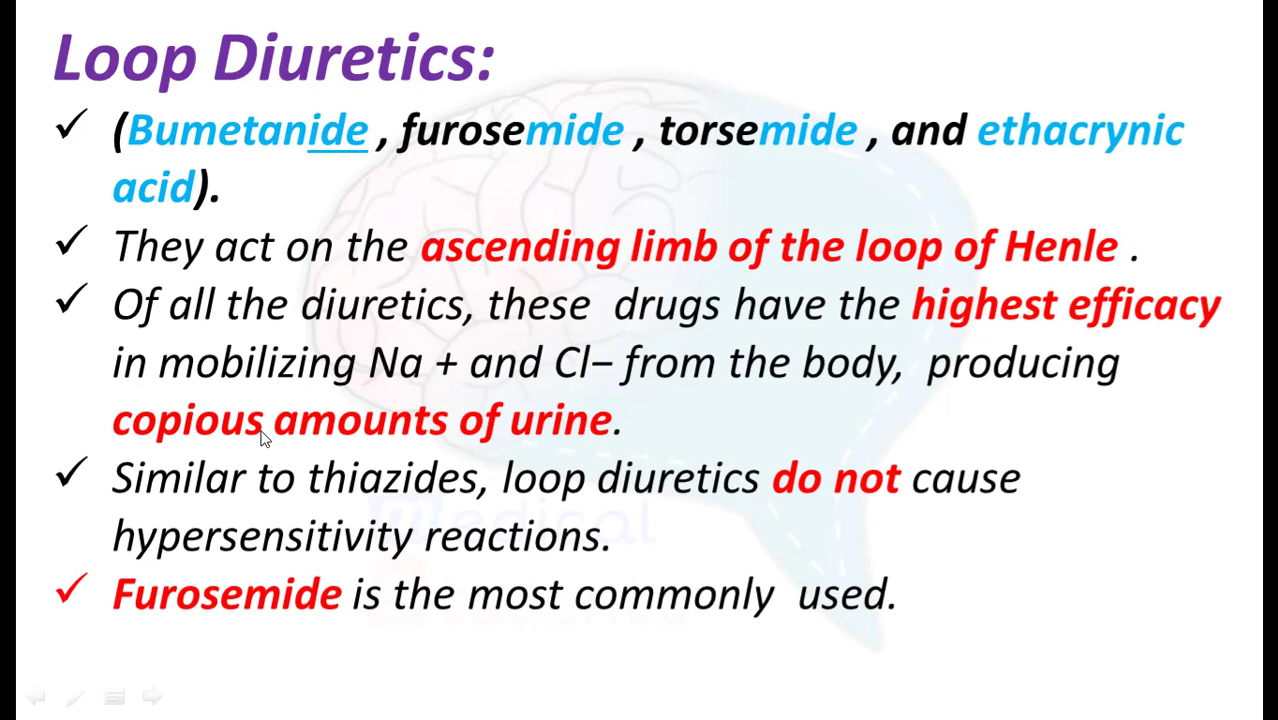 Loop Diuretics:
✓ (Bumetanide , furosemide , torsemide , and ethacrynic
acid).
✓ They act on the ascending limb of the loop of Henle .
✓ Of all the diuretics, these drugs have the highest efficacy
in mobilizing Na + and Cl− from the body, producing
copious amounts of urine.
✓ Similar to thiazides, loop diuretics do not cause
hypersensitivity reactions.
✓ Furosemide is the most commonly used.
Medical